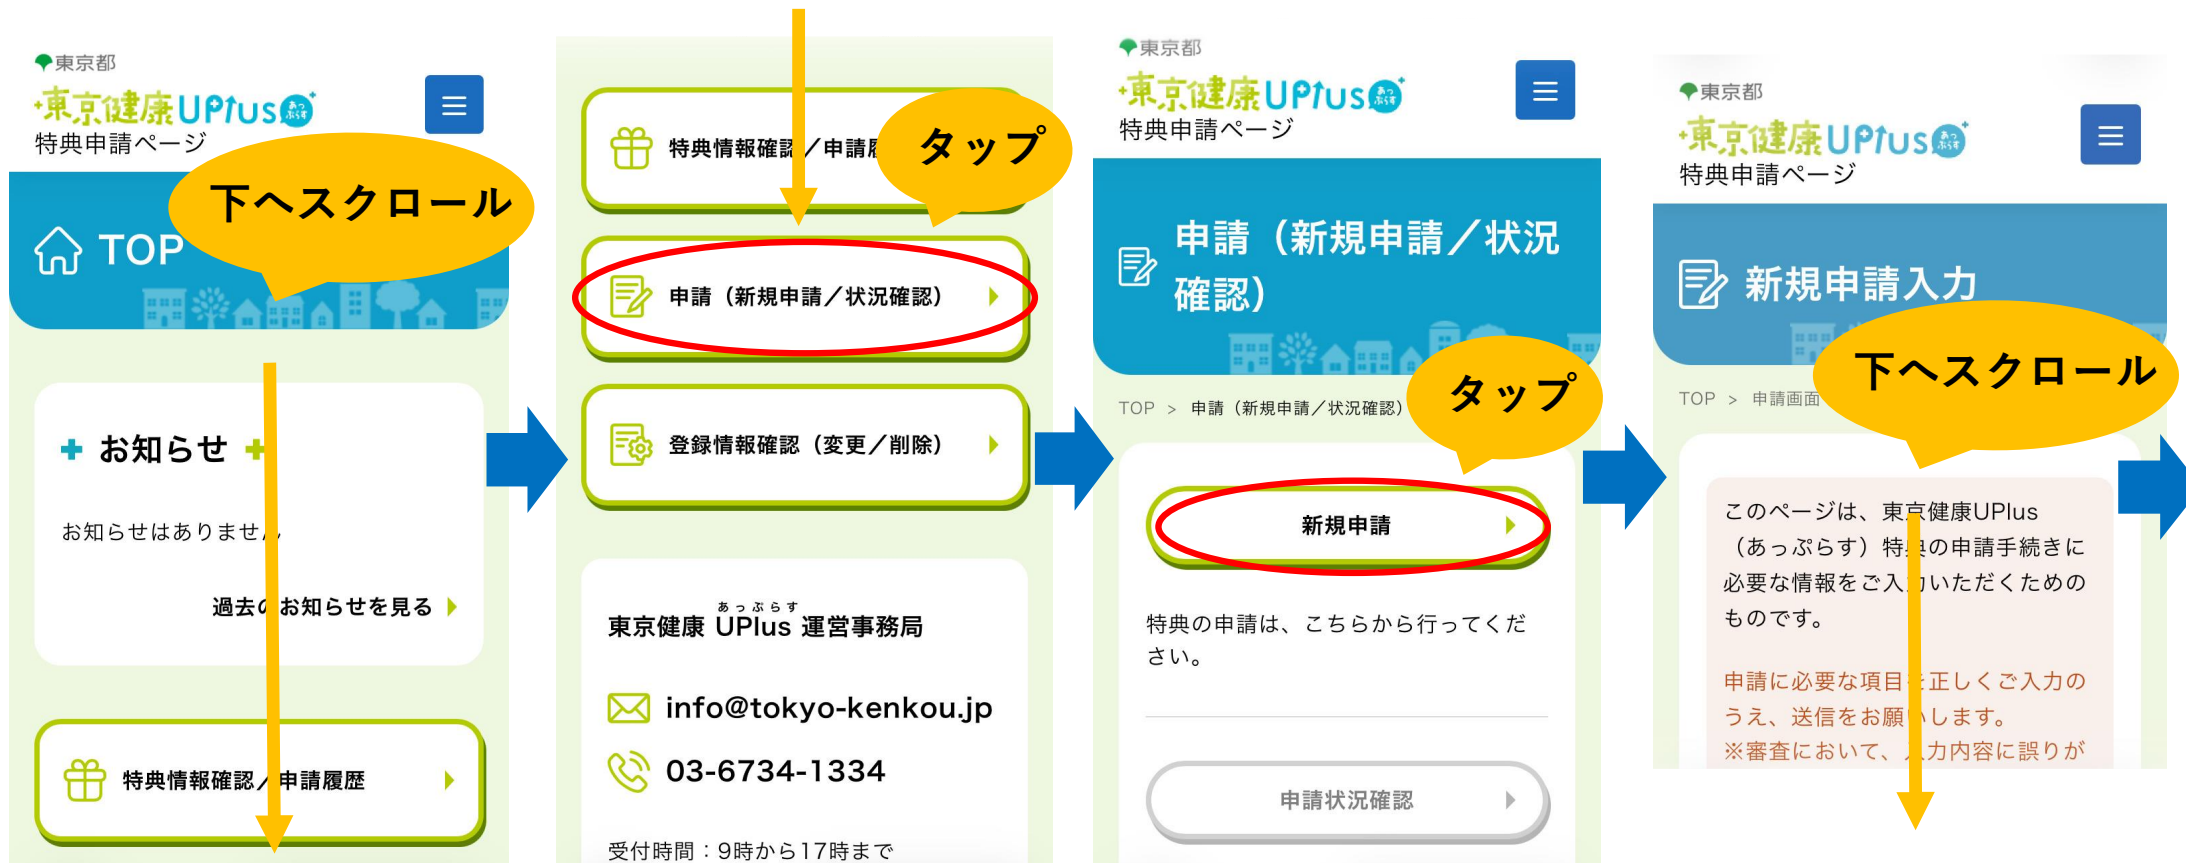 東京都
東京健康UPlus あっぷらす
特典申請ページ
下へスクロール
TOP
お知らせ
お知らせはありません
過去のお知らせを見る
特典情報確認/申請履歴
特典情報確認/申請履
タップ
申請(新規申請/状況確認)
登録情報確認(変更/削除)
あっぷらす
東京健康 UPlus 運営事務局
info@tokyo-kenkou.jp
03-6734-1334
受付時間:9時から17時まで
東京都
東京健康UPlus あっぷらす
特典申請ページ
申請(新規申請/状況
確認)
TOP > 申請(新規申請/状況確認)
タップ
新規申請
特典の申請は、こちらから行ってくだ
さい。
申請状況確認
東京都
東京健康UPlus あっぷらす
特典申請ページ
新規申請入力
下へスクロール
TOP > 申請画面
このページは、東京健康UPlus
(あっぷらす)特典の申請手続きに
必要な情報をご入力いただくための
ものです。
申請に必要な項目を正しくご入力の
うえ、送信をお願いします。
※審査において、入力内容に誤りが